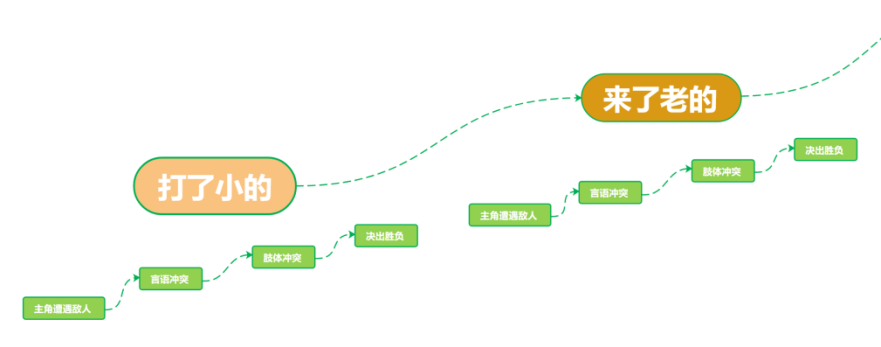 来了老的
打了小的
决出胜负
肢体冲突
言语冲突
主角遭遇敌人
决出胜负
肢体冲突
言语冲突
主角遭遇敌人